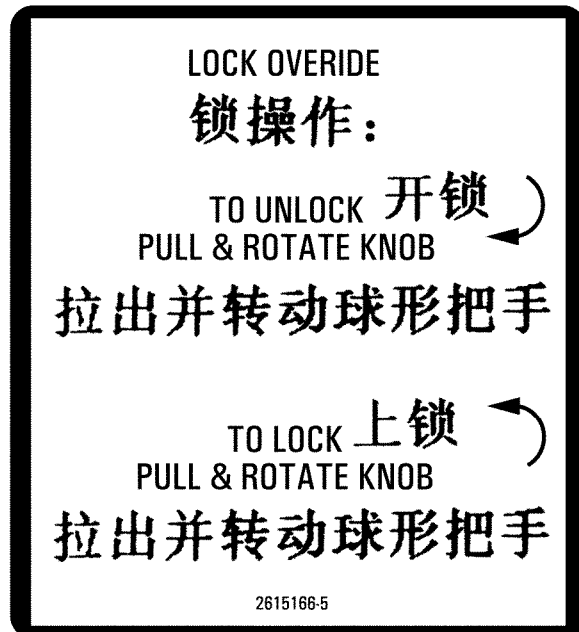 LOCK OVERIDE
锁操作：
TO UNLOCK 开锁
PULL & ROTATE KNOB
拉出并转动球形把手
TO LOCK 上锁
PULL & ROTATE KNOB
拉出并转动球形把手
2615166-5